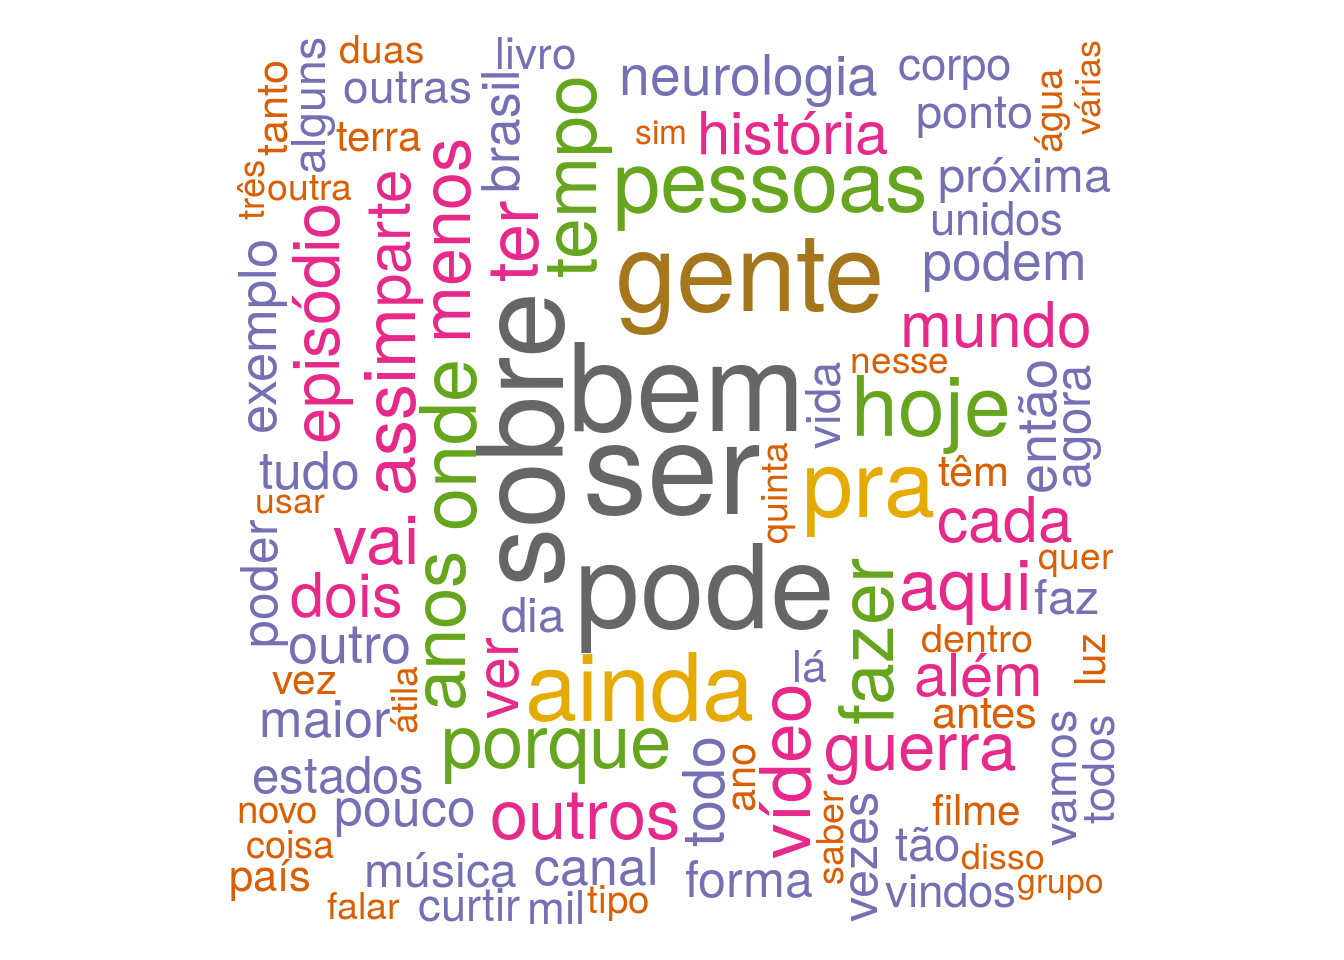 duas
livro
neurologia
corpo
várias
tanto
alguns
outras
brasil
tempo
ponto
água
terra
sim
história
três
outra
menos
pessoas
próxima
assimparte
ter
unidos
episódio
gente
podem
exemplo
sobre
mundo
onde
bem
vida
nesse
hoje
então
agora
tudo
ser
quinta
pra
têm
usar
cada
vai
poder
anos
pode
quer
dois
dia
fazer
aqui
faz
outro
ver
lá
dentro
luz
vez
átila
ainda
além
maior
porque
vídeo
antes
guerra
estados
todo
ano
vamos
todos
novo
pouco
outros
saber
vezes
filme
coisa
tão
disso
país
música
canal
forma
vindos
grupo
falar
curtir
mil
tipo